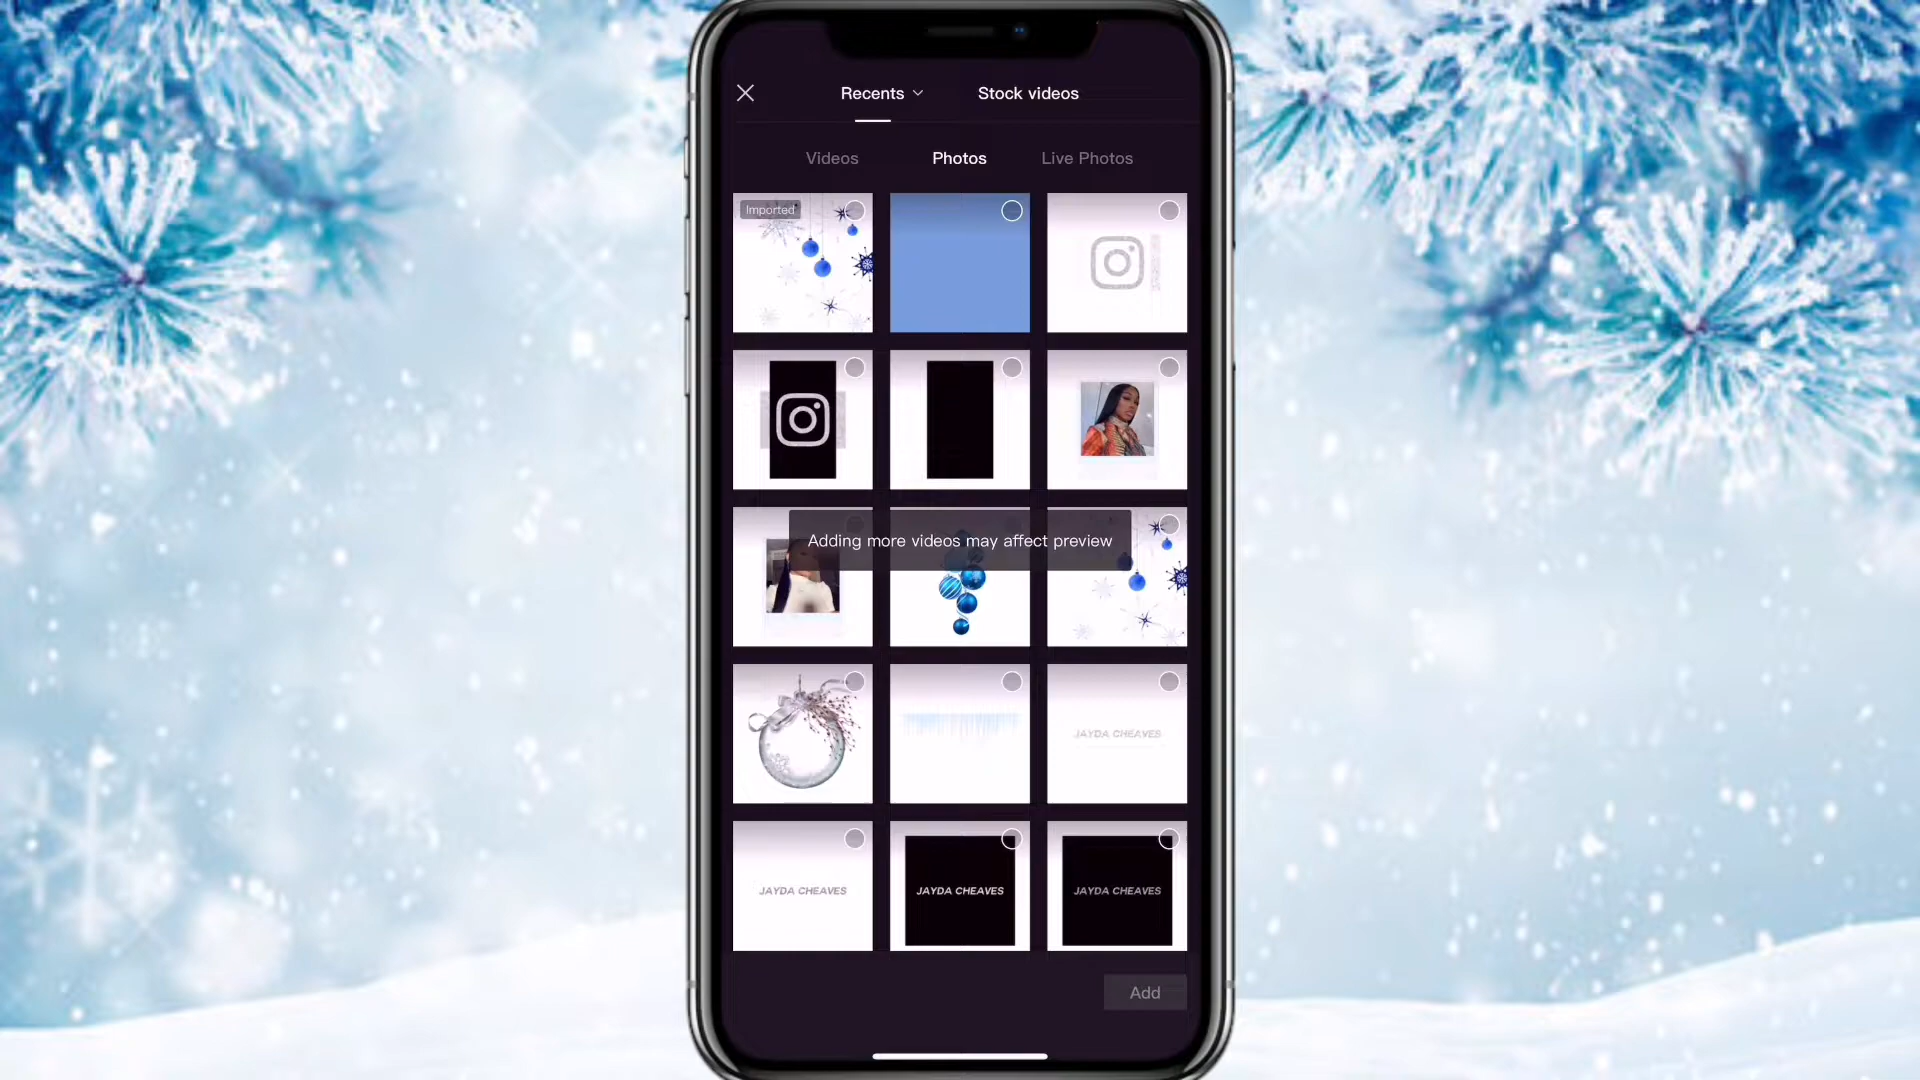 Recents
Stock videos
Videos
Photos
Live Photos
Imported
Adding more videos may affect preview
JAYDA CHEAVES
JAYDA CHEAVES
JAYDA CHEAVES
JAYDA CHEAVES
Add